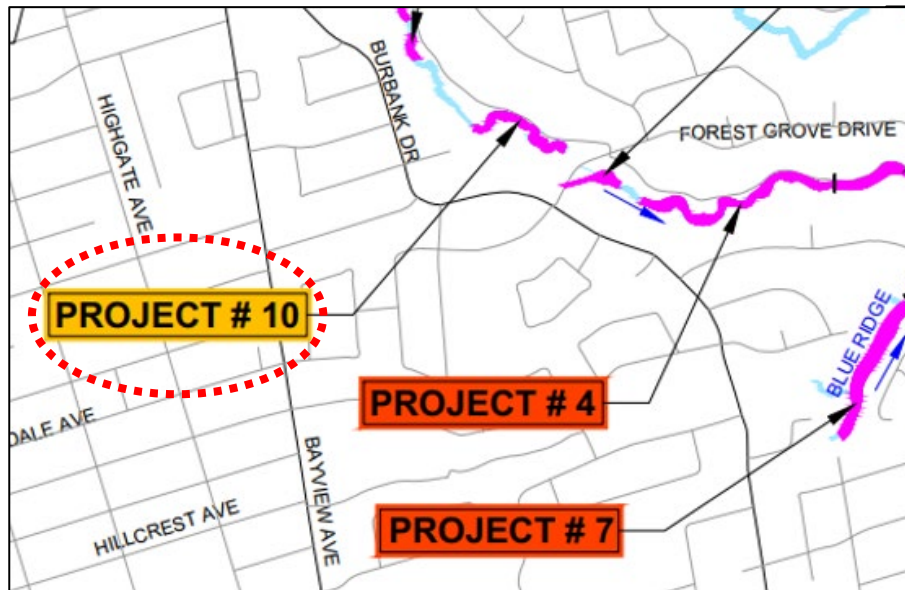 BURBANK DR
HIGHGATE AVE
FOREST GROVE DRIVE
PROJECT # 10
BLUE RIDGE
PROJECT # 4
DALE AVE
BAYVIEW AVE
HILLCREST AVE
PROJECT # 7